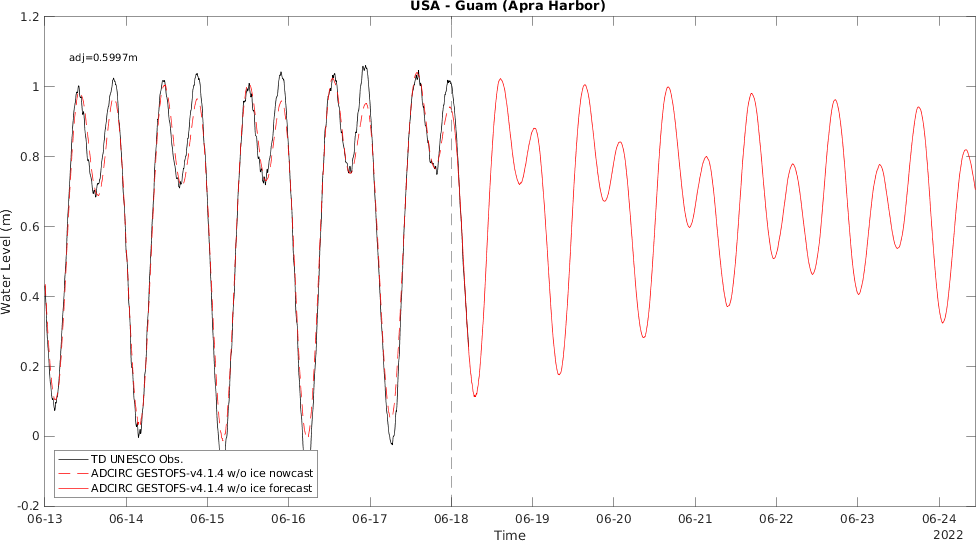 USA - Guam (Apra Harbor)
1.2
adj=0.5997m
1
0.8
0.6
0.4
0.2
0
-0.2
Water Level (m)
TD UNESCO Obs.
ADCIRC GESTOFS-v4.1.4 w/o ice nowcast
ADCIRC GESTOFS-v4.1.4 w/o ice forecast
06-13 06-14 06-15 06-16 06-17 06-18 06-19 06-20 06-21 06-22 06-23 06-24
Time
2022